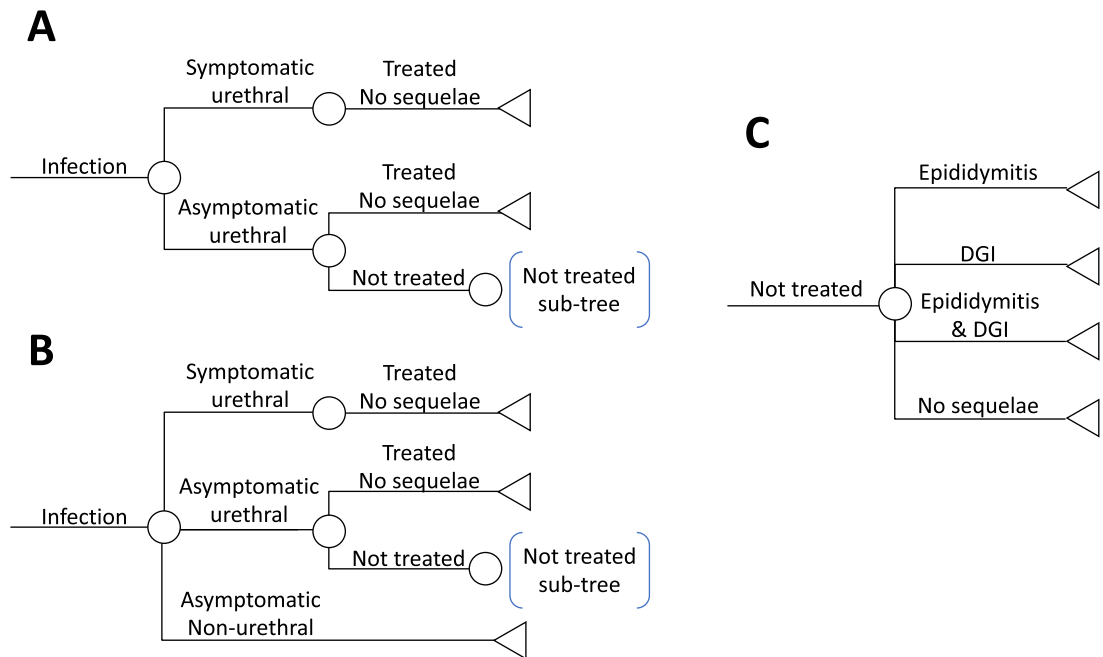 A
Symptomatic
urethral
Treated
No sequelae
Infection
Asymptomatic
urethral
Treated
No sequelae
Not treated
Not treated
sub-tree
B
Symptomatic
urethral
Treated
No sequelae
Infection
Asymptomatic
urethral
Treated
No sequelae
Not treated
Not treated
sub-tree
Asymptomatic
Non-urethral
C
Not treated
Epididymitis
DGI
Epididymitis
& DGI
No sequelae